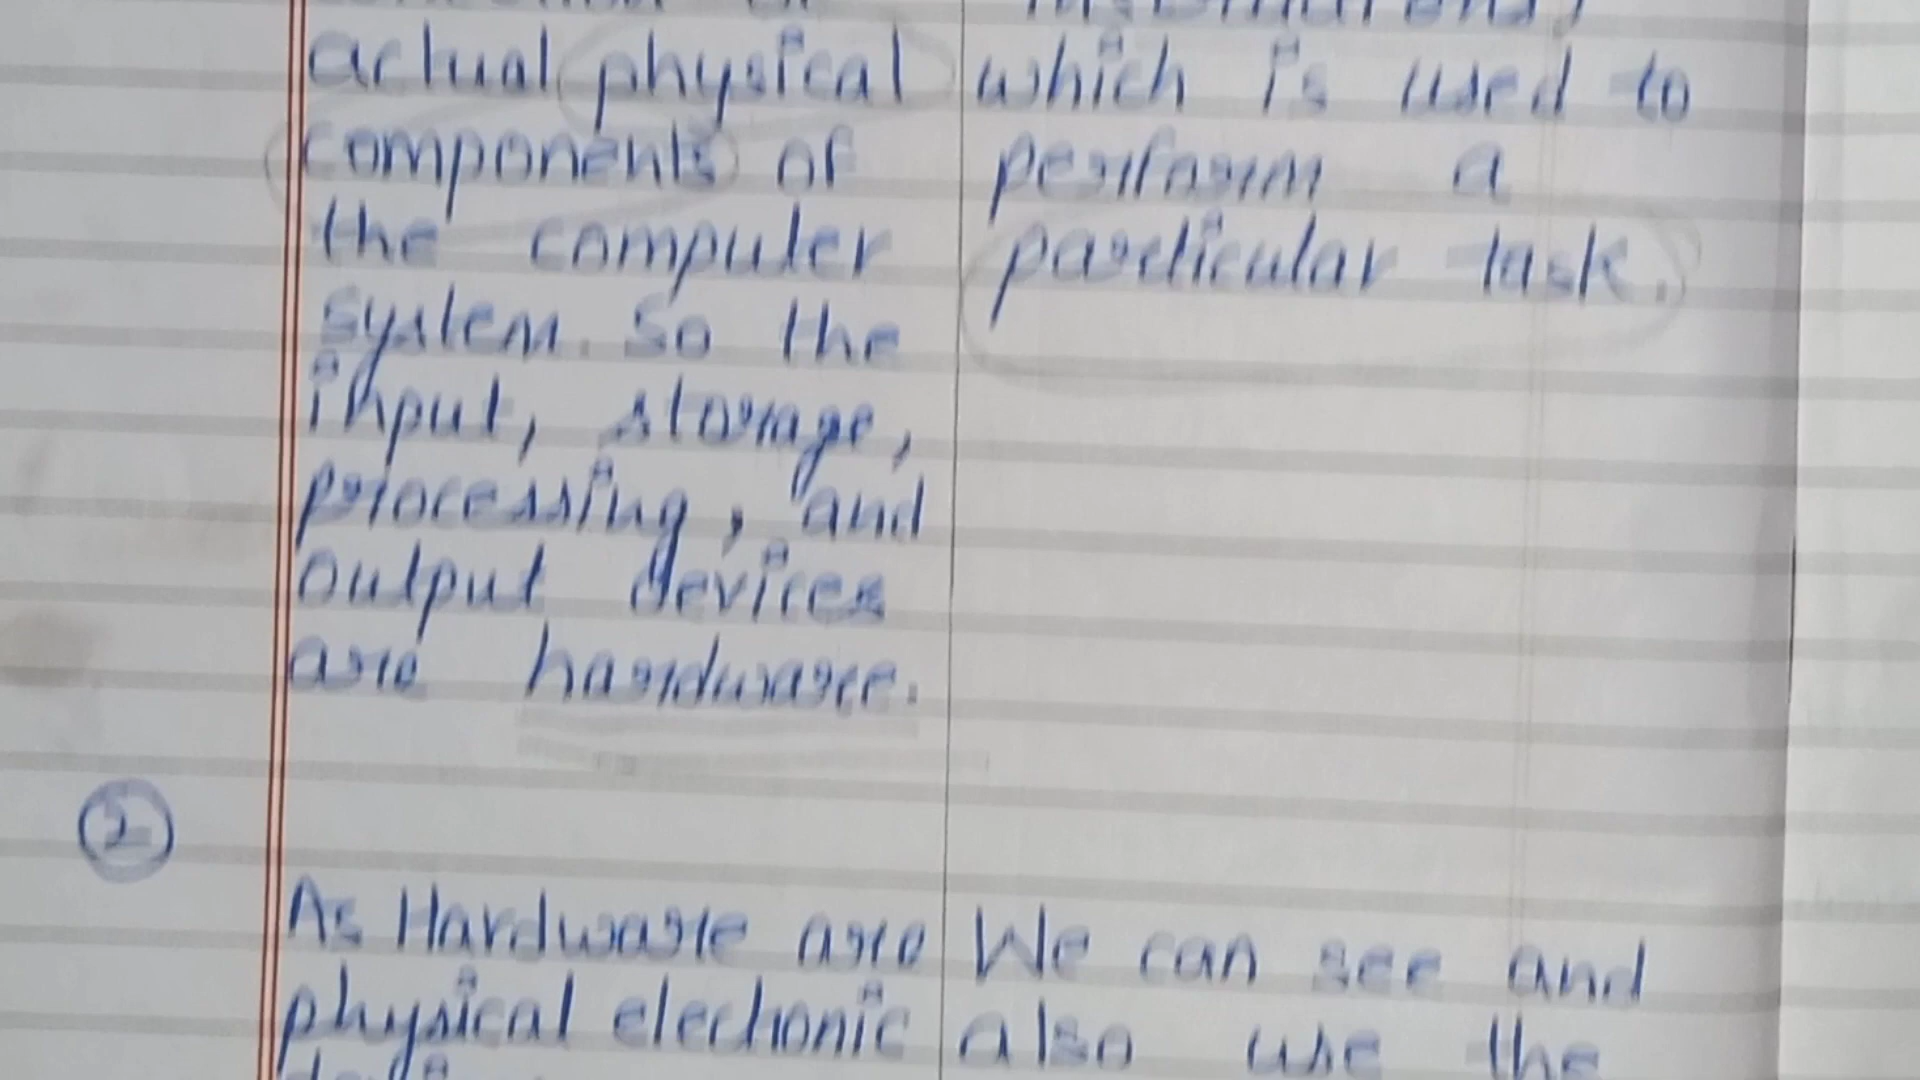 actual physical
components of
the computer
system. So the
input, storage,
processing, and
output devices
are hardware.
which is used to
perform a
particular task.
2
As Hardware are
physical electronic
We can see and
also use the